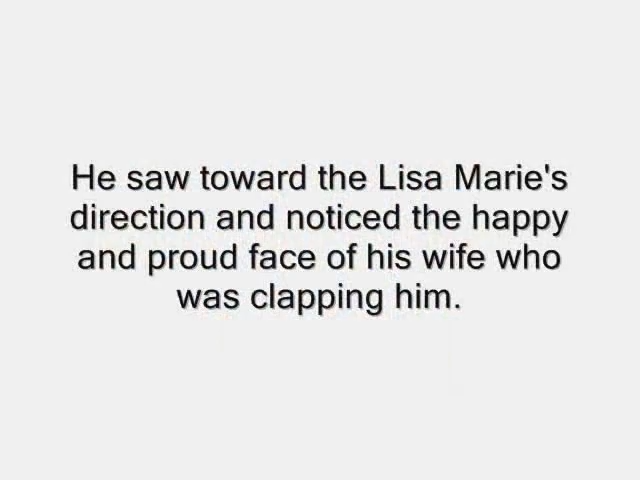 He saw toward the Lisa Marie's
direction and noticed the happy
and proud face of his wife who
was clapping him.